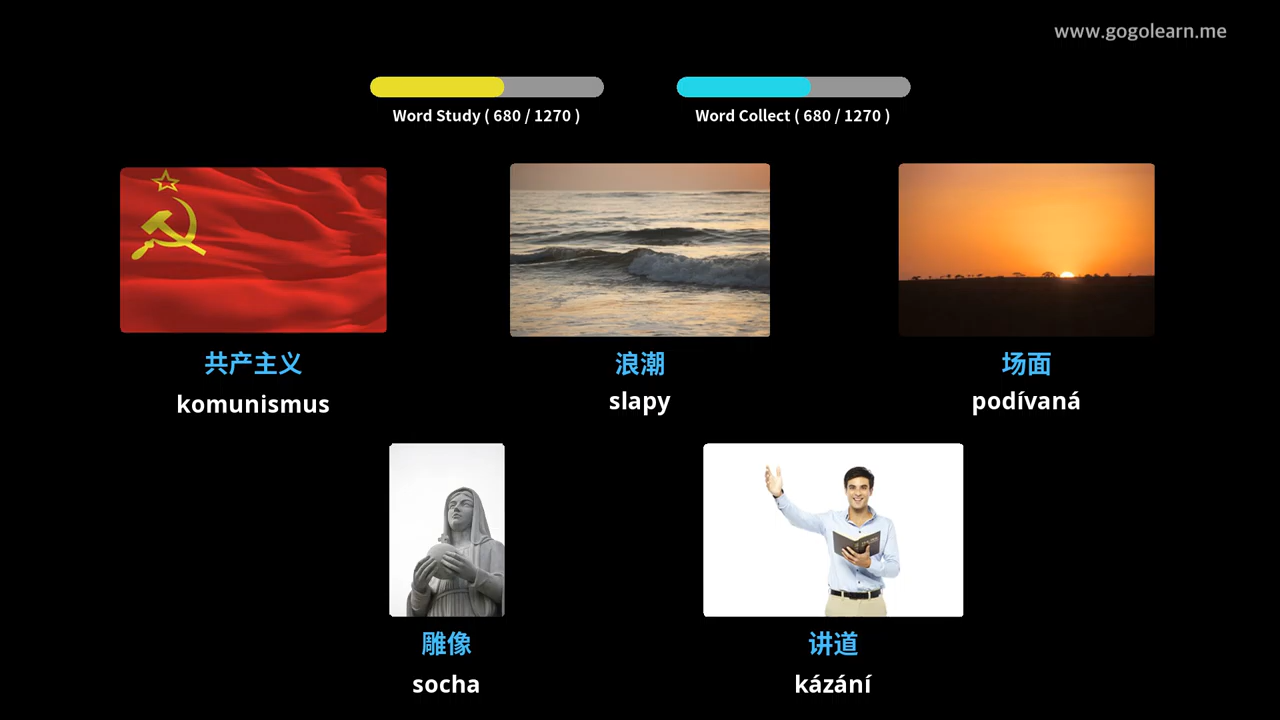 www.gogolearn.me
Word Study ( 680 / 1270 )
Word Collect ( 680 / 1270 )
共产主义
komunismus
浪潮
slapy
场面
podívaná
雕像
socha
讲道
kázání